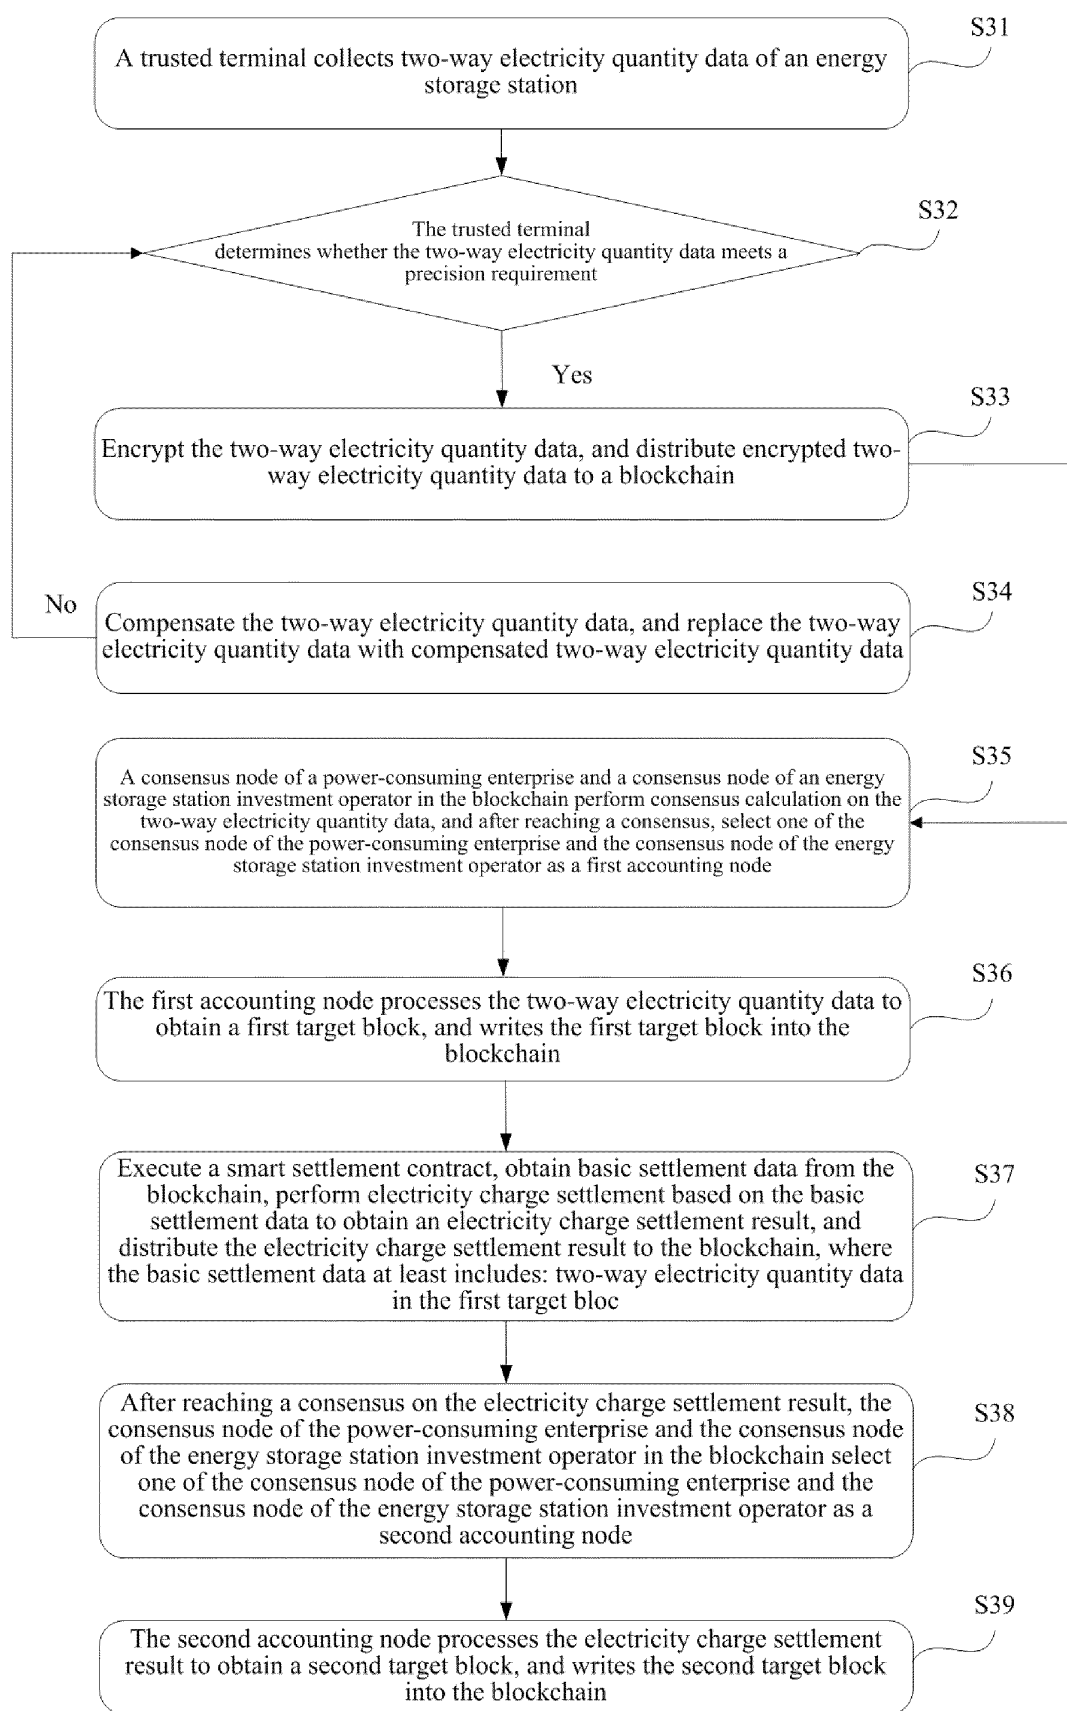 S31
A trusted terminal collects two-way electricity quantity data of an energy
storage station
S32
The trusted terminal
determines whether the two-way electricity quantity data meets a
precision requirement
Yes
S33
Encrypt the two-way electricity quantity data, and distribute encrypted two-
way electricity quantity data to a blockchain
No
S34
Compensate the two-way electricity quantity data, and replace the two-way
electricity quantity data with compensated two-way electricity quantity data
S35
A consensus node of a power-consuming enterprise and a consensus node of an energy
storage station investment operator in the blockchain perform consensus calculation on the
two-way electricity quantity data, and after reaching a consensus, select one of the
consensus node of the power-consuming enterprise and the consensus node of the energy
storage station investment operator as a first accounting node
S36
The first accounting node processes the two-way electricity quantity data to
obtain a first target block, and writes the first target block into the
blockchain
S37
Execute a smart settlement contract, obtain basic settlement data from the
blockchain, perform electricity charge settlement based on the basic
settlement data to obtain an electricity charge settlement result, and
distribute the electricity charge settlement result to the blockchain, where
the basic settlement data at least includes: two-way electricity quantity data
in the first target bloc
S38
After reaching a consensus on the electricity charge settlement result, the
consensus node of the power-consuming enterprise and the consensus node
of the energy storage station investment operator in the blockchain select
one of the consensus node of the power-consuming enterprise and the
consensus node of the energy storage station investment operator as a
second accounting node
S39
The second accounting node processes the electricity charge settlement
result to obtain a second target block, and writes the second target block
into the blockchain